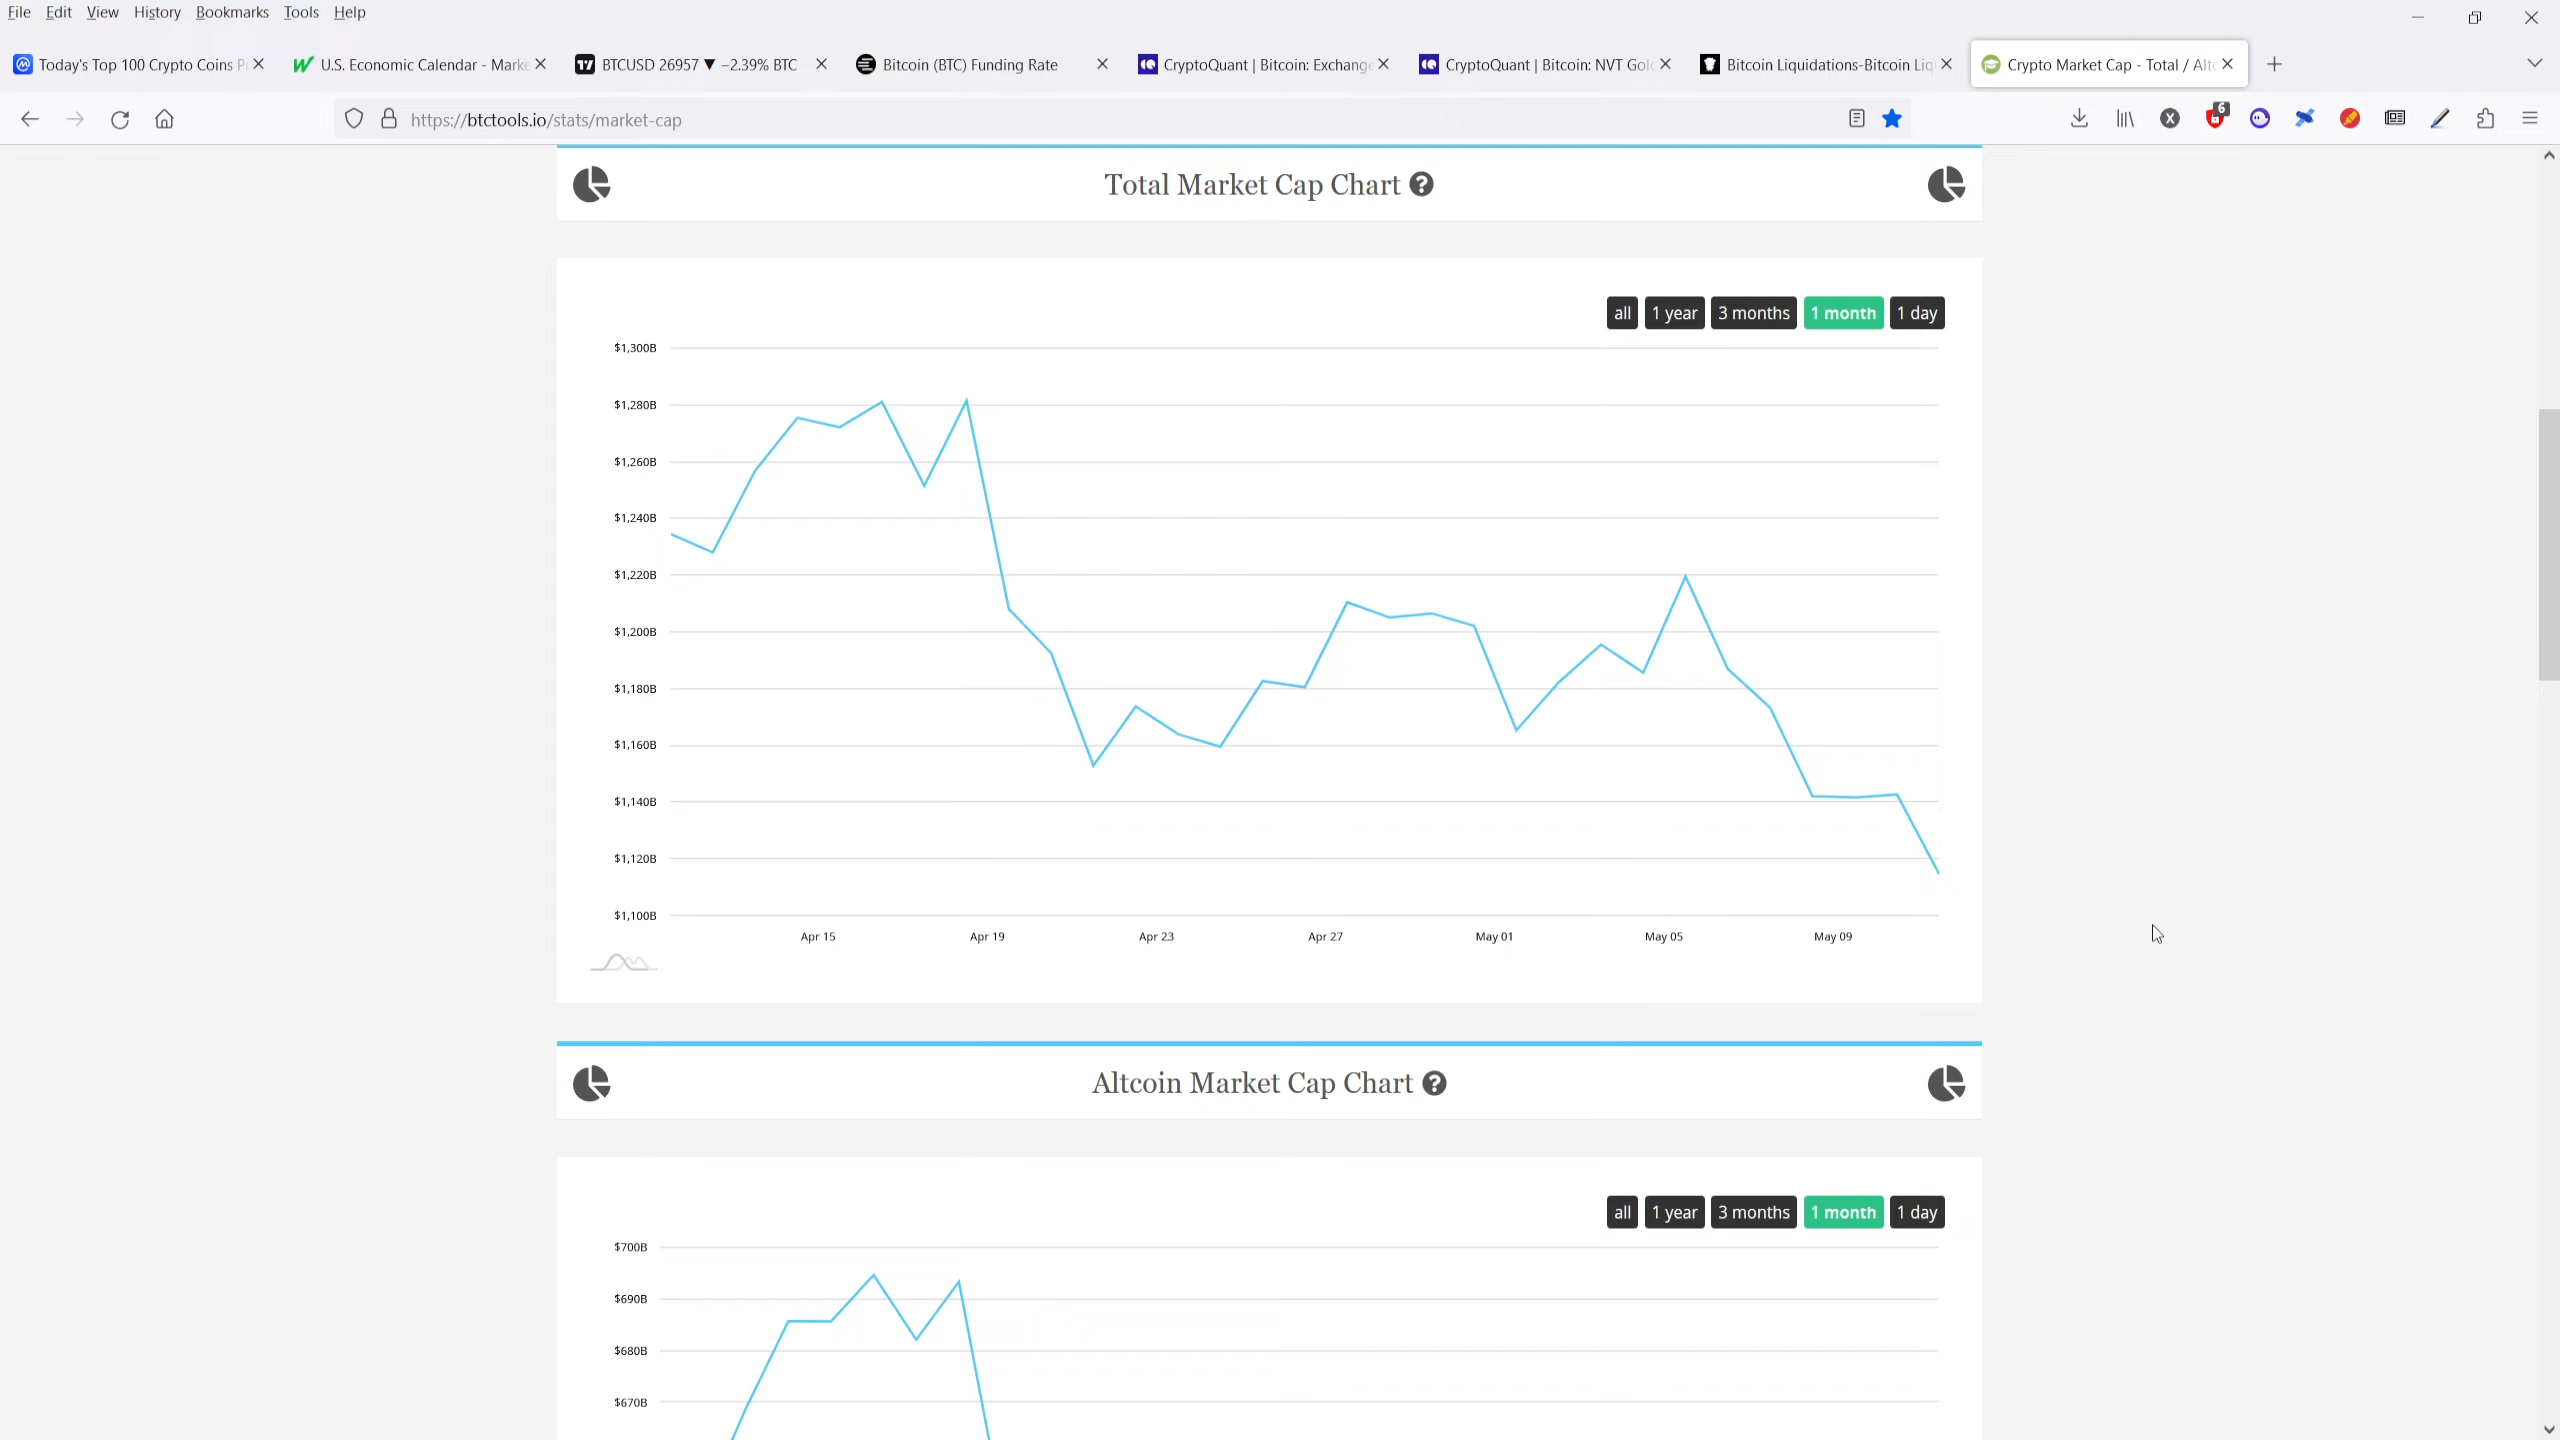 File Edit View History Bookmarks Tools Help
Today's Top 100 Crypto Coins P
U.S. Economic Calendar - Marke
BTCUSD 26957 ▼ −2.39% BTC
Bitcoin (BTC) Funding Rate
CryptoQuant | Bitcoin: Exchange
CryptoQuant | Bitcoin: NVT Gol
Bitcoin Liquidations-Bitcoin Liq
Crypto Market Cap - Total / Alt
https://btctools.io/stats/market-cap
6
Total Market Cap Chart ?
all 1 year 3 months 1 month 1 day
$1,300B
$1,280B
$1,260B
$1,240B
$1,220B
$1,200B
$1,180B
$1,160B
$1,140B
$1,120B
$1,100B
Apr 15 Apr 19 Apr 23 Apr 27 May 01 May 05 May 09
Altcoin Market Cap Chart ?
all 1 year 3 months 1 month 1 day
$700B
$690B
$680B
$670B